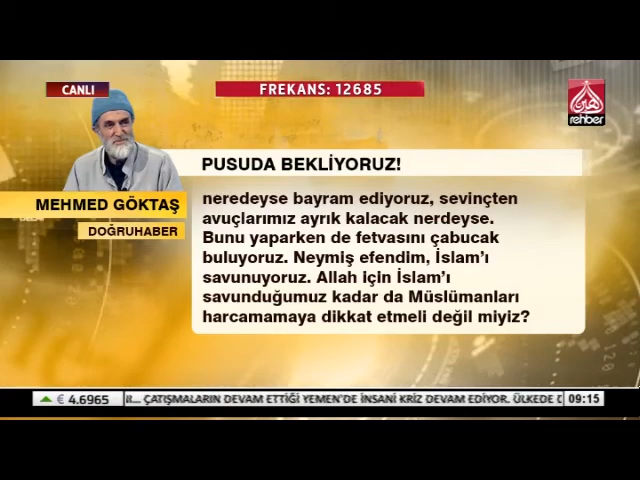 CANLI
FREKANS: 12685
rehber
PUSUDA BEKLİYORUZ!
MEHMED GÖKTAŞ
DOĞRUHABER
neredeyse bayram ediyoruz, sevinçten
avuçlarımız ayrık kalacak nerdeyse.
Bunu yaparken de fetvasını çabucak
buluyoruz. Neymiş efendim, İslam’ı
savunuyoruz. Allah için İslam’ı
savunduğumuz kadar da Müslümanları
harcamamaya dikkat etmeli değil miyiz?
€ 4.6965 R... ÇATIŞMALARIN DEVAM ETTİĞİ YEMEN'DE İNSANİ KRİZ DEVAM EDİYOR. ÜLKEDE 09:15